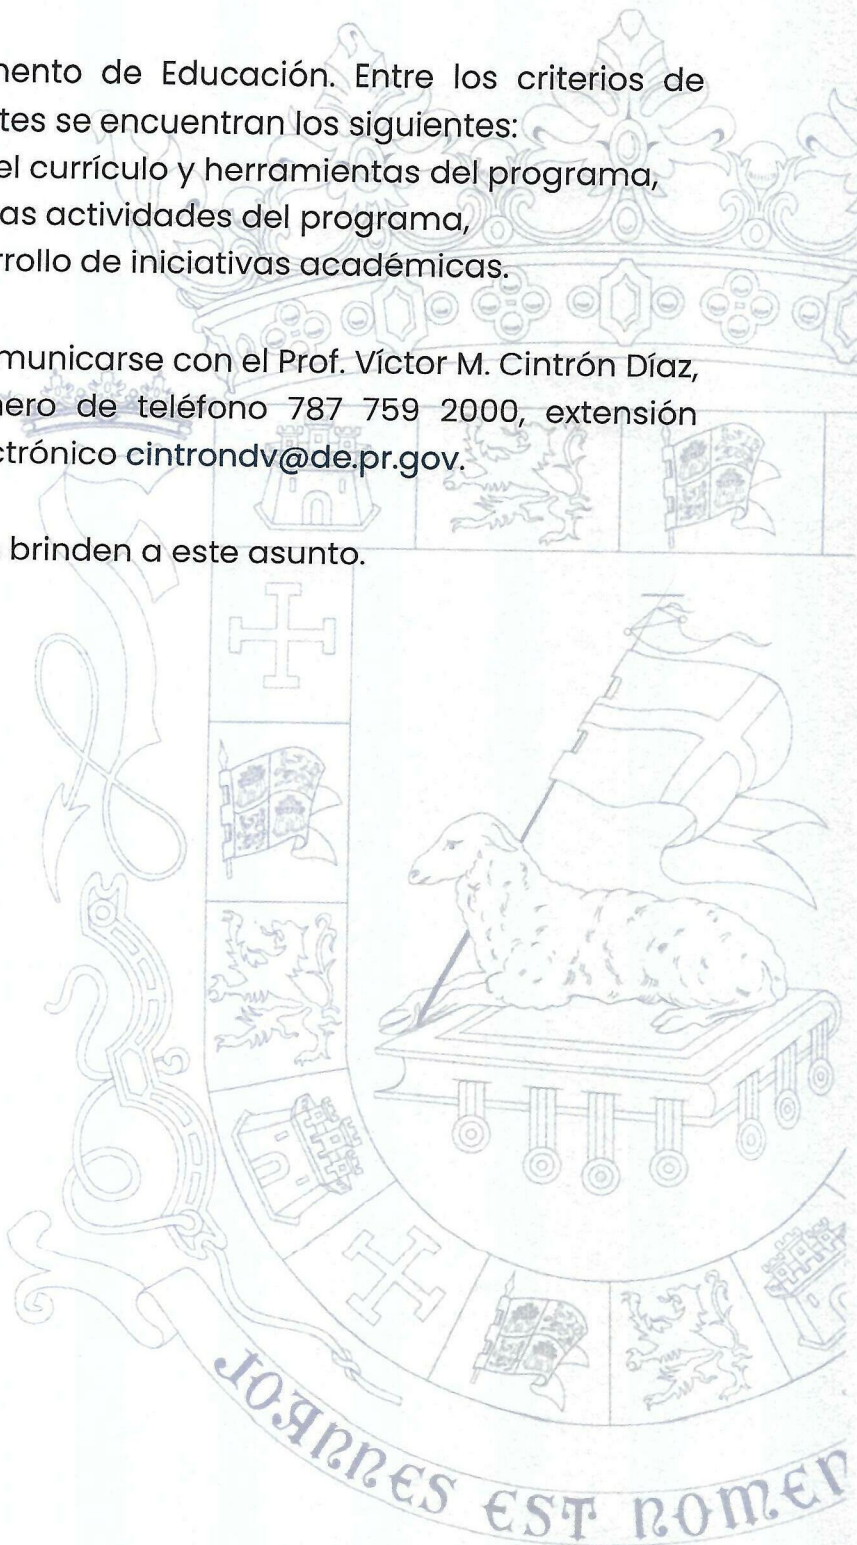 mento de Educación. Entre los criterios de
tes se encuentran los siguientes:
el currículo y herramientas del programa,
as actividades del programa,
rrollo de iniciativas académicas.
municarse con el Prof. Víctor M. Cintrón Díaz,
ero de teléfono 787 759 2000, extensión
ctrónico cintrondv@de.pr.gov.
brinden a este asunto.
JOANNES EST NOMEN